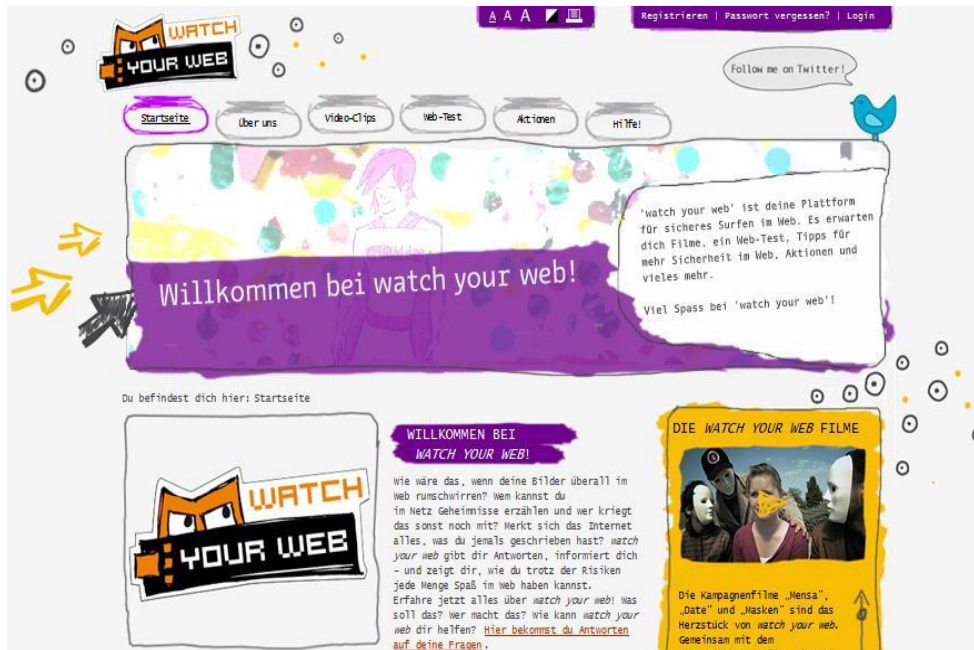 A A A
Registrieren | Passwort vergessen? | Login
WATCH
YOUR WEB
Follow me on Twitter!
Startseite
Über uns
Video-Clips
Web-Test
Aktionen
Hilfe!
Willkommen bei watch your web!
'watch your web' ist deine Plattform
für sicheres Surfen im Web. Es erwarten
dich Filme, ein Web-Test, Tipps für
mehr Sicherheit im Web, Aktionen und
vieles mehr.
Viel Spass bei 'watch your web'!
Du befindest dich hier: Startseite
WATCH
YOUR WEB
WILLKOMMEN BEI
WATCH YOUR WEB!
Wie wäre das, wenn deine Bilder überall im
Web rumschwirren? Wem kannst du
im Netz Geheimnisse erzählen und wer kriegt
das sonst noch mit? Merkt sich das Internet
alles, was du jemals geschrieben hast? watch
your web gibt dir Antworten, informiert dich
- und zeigt dir, wie du trotz der Risiken
jede Menge Spaß im Web haben kannst.
Erfahre jetzt alles über watch your web! Was
soll das? Wer macht das? Wie kann watch your
web dir helfen? Hier bekommst du Antworten
auf deine Fragen.
DIE WATCH YOUR WEB FILME
Die Kampagnenfilme „Mensa",
„Date" und „Masken" sind das
Herzstück von watch your web.
Gemeinsam mit dem